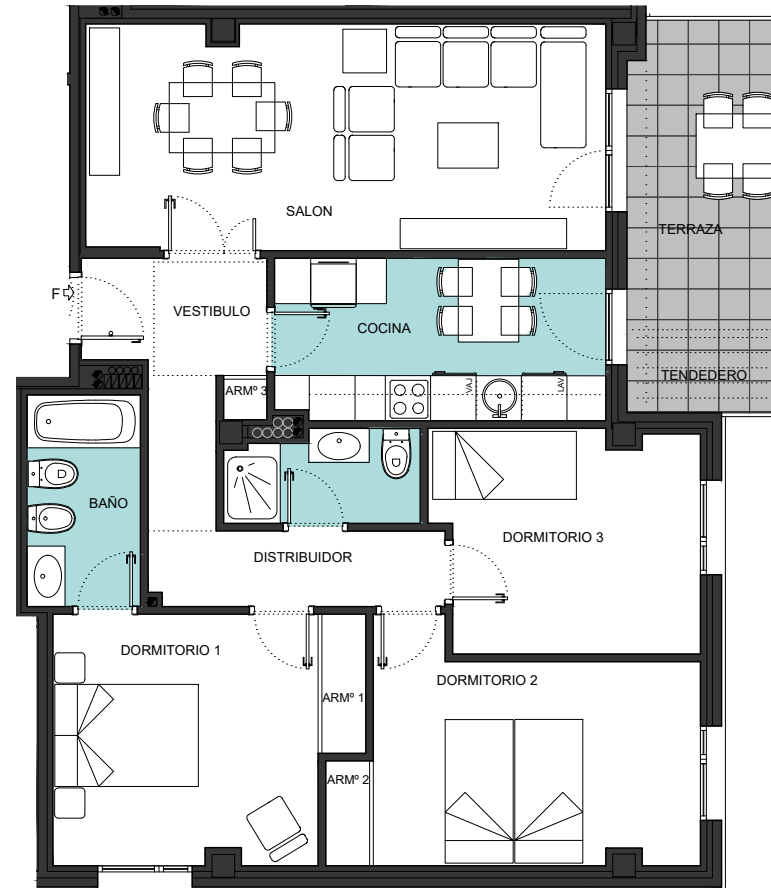 SALON
TERRAZA
F
VESTIBULO
COCINA
TENDEDERO
ARMº 3
VAJ
LAV
BAÑO
DORMITORIO 3
DISTRIBUIDOR
DORMITORIO 1
DORMITORIO 2
ARMº 1
ARMº 2